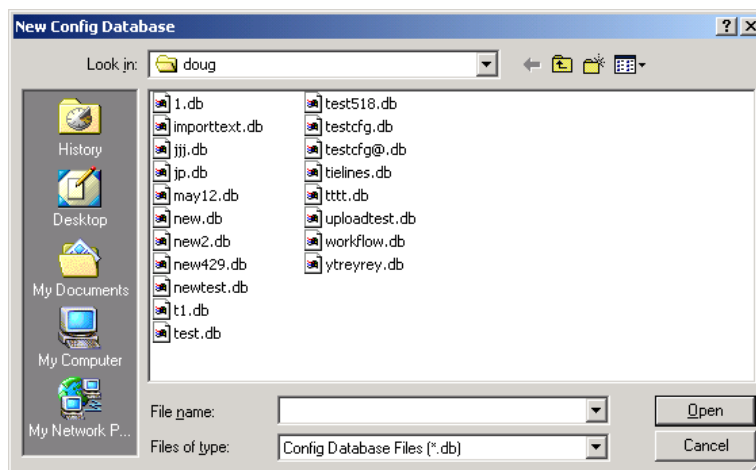 New Config Database
Look in: doug
History
Desktop
My Documents
My Computer
My Network P...
1.db
importtext.db
jjj.db
jp.db
may12.db
new.db
new2.db
new429.db
newtest.db
t1.db
test.db
test518.db
testcfg.db
testcfg@.db
tielines.db
tttt.db
uploadtest.db
workflow.db
ytreyrey.db
File name:
Open
Files of type: Config Database Files (*.db)
Cancel